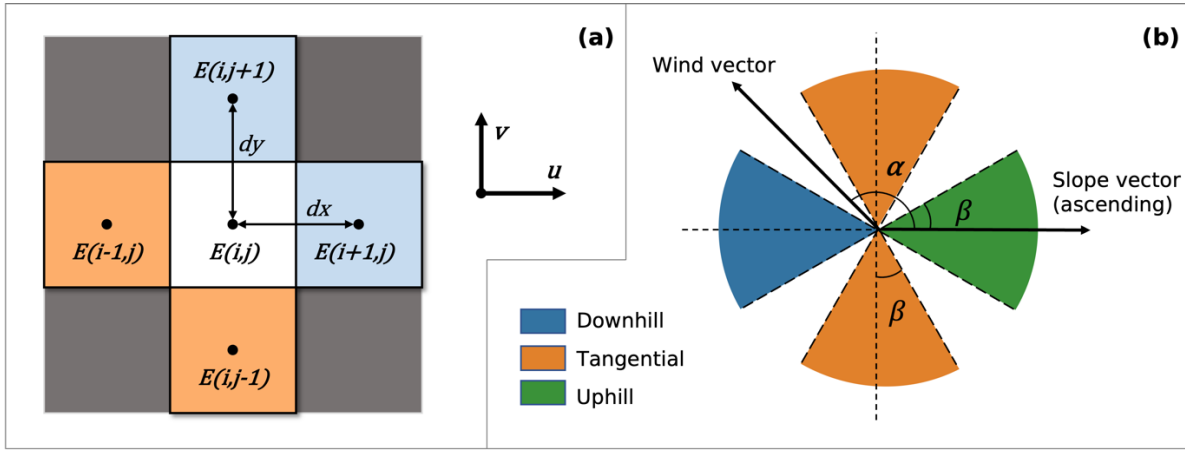 (a)
E(i,j+1)
dy
v
u
dx
E(i-1,j)
E(i,j)
E(i+1,j)
E(i,j-1)
(b)
Wind vector
α
Slope vector
(ascending)
β
β
Downhill
Tangential
Uphill